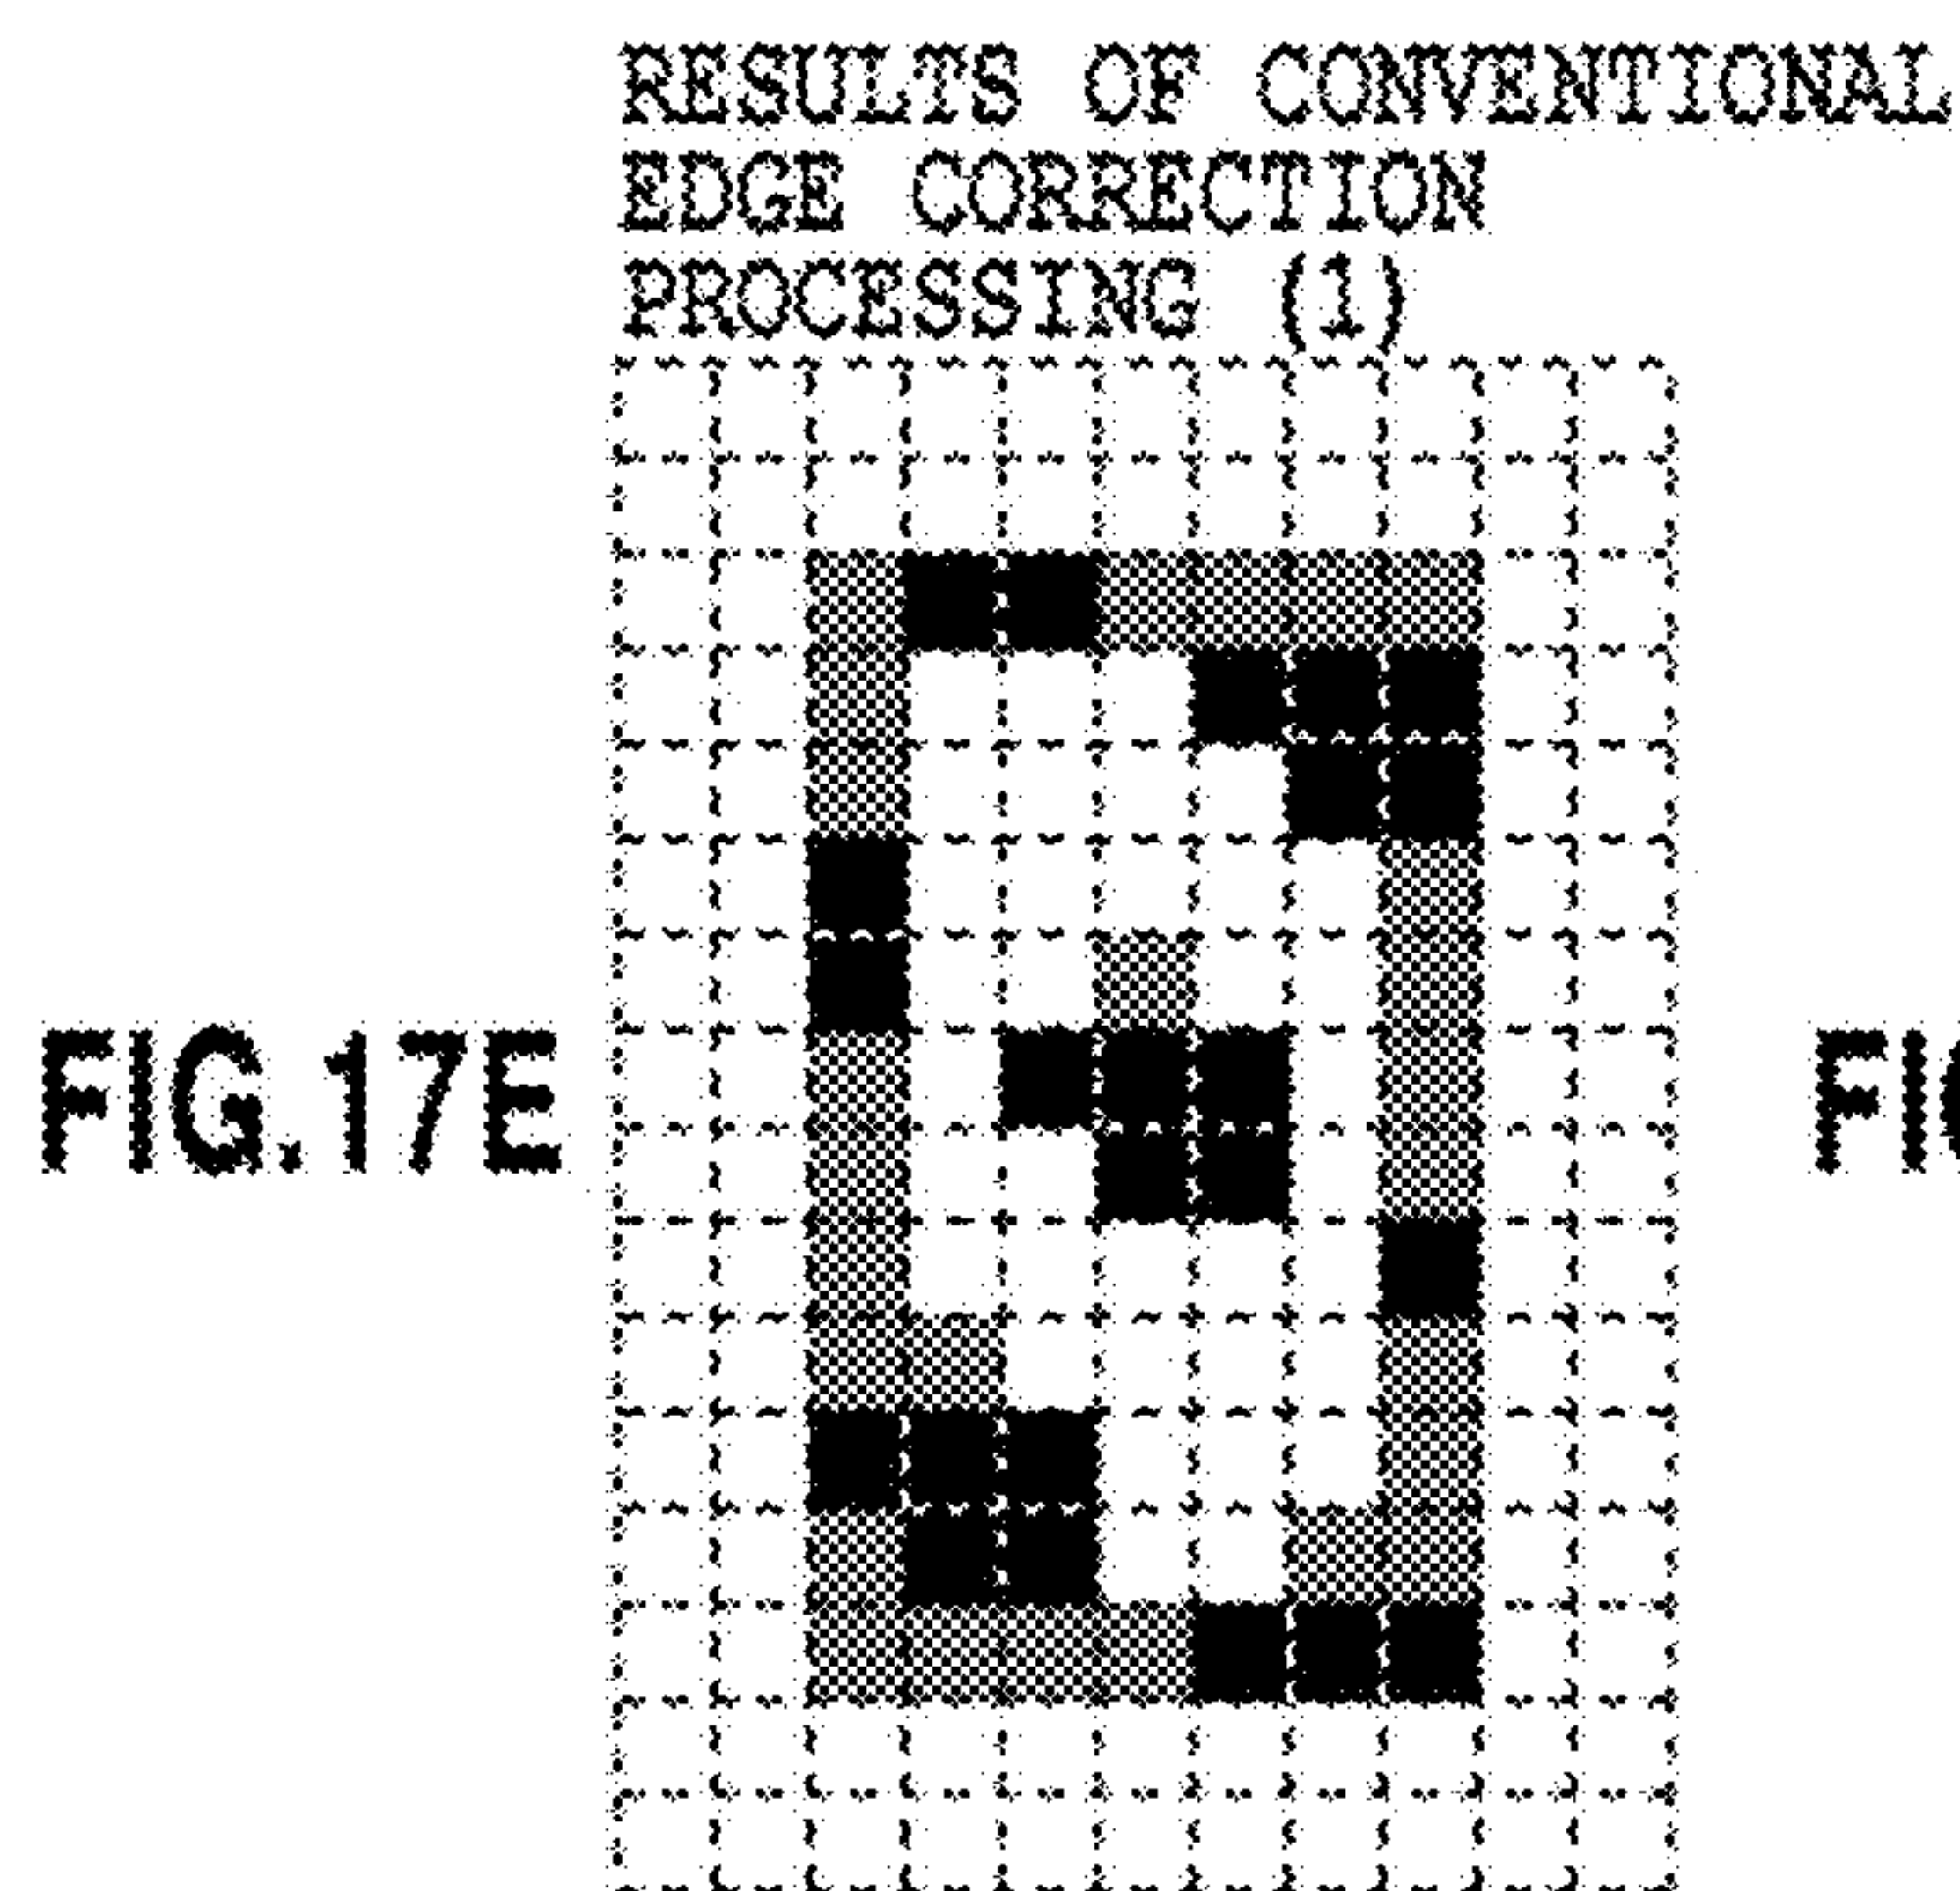 RESULTS OF CONVENTIONAL
EDGE CORRECTION
PROCESSING (1)
FIG.17E